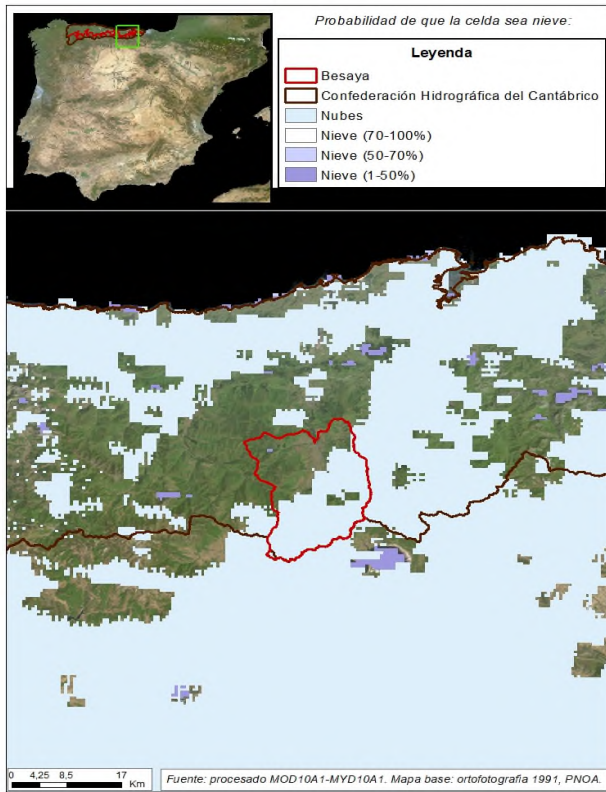 Probabilidad de que la celda sea nieve:
Leyenda
Besaya
Confederación Hidrográfica del Cantábrico
Nubes
Nieve (70-100%)
Nieve (50-70%)
Nieve (1-50%)
0 4,25 8,5 17
Km
Fuente: procesado MOD10A1-MYD10A1. Mapa base: ortofotografia 1991, PNOA.